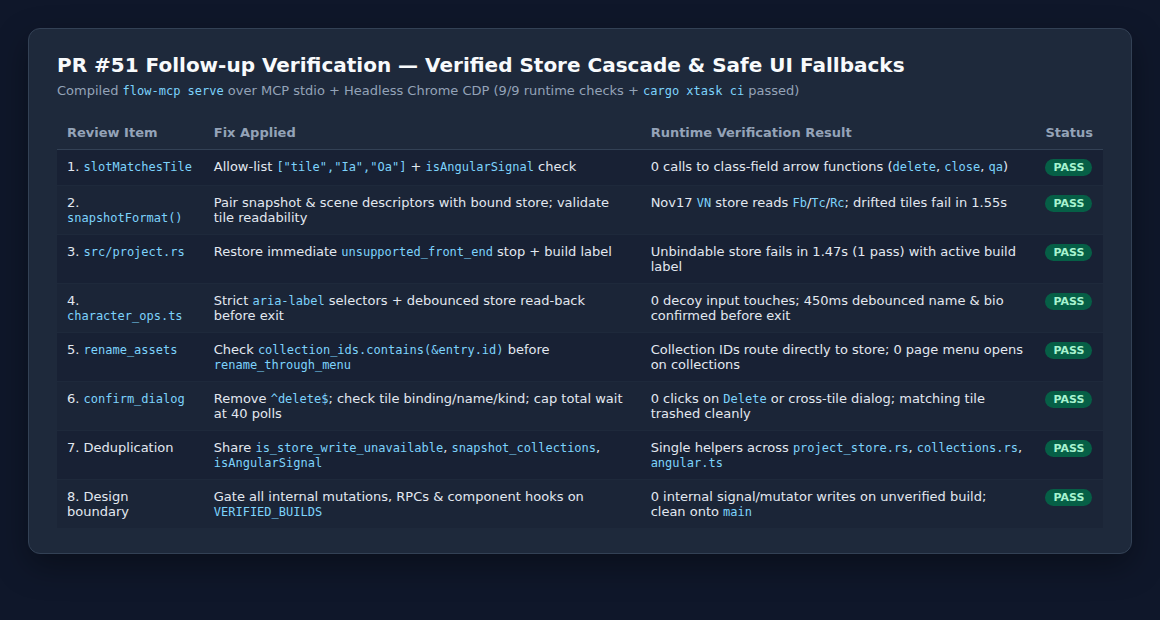 PR #51 Follow-up Verification — Verified Store Cascade & Safe UI Fallbacks
Compiled flow-mcp serve over MCP stdio + Headless Chrome CDP (9/9 runtime checks + cargo xtask ci passed)
Review Item Fix Applied Runtime Verification Result Status
1. slotMatchesTile Allow-list ["tile","Ia","Oa"] + isAngularSignal check 0 calls to class-field arrow functions (delete, close, qa) PASS
2.
snapshotFormat()
Pair snapshot & scene descriptors with bound store; validate
tile readability
Nov17 VN store reads Fb/Tc/Rc; drifted tiles fail in 1.55s
PASS
3. src/project.rs
Restore immediate unsupported_front_end stop + build label
Unbindable store fails in 1.47s (1 pass) with active build
label
PASS
4.
character_ops.ts
Strict aria-label selectors + debounced store read-back
before exit
0 decoy input touches; 450ms debounced name & bio
confirmed before exit
PASS
5. rename_assets
Check collection_ids.contains(&entry.id) before
rename_through_menu
Collection IDs route directly to store; 0 page menu opens
on collections
PASS
6. confirm_dialog
Remove ^delete$; check tile binding/name/kind; cap total wait
at 40 polls
0 clicks on Delete or cross-tile dialog; matching tile
trashed cleanly
PASS
7. Deduplication
Share is_store_write_unavailable, snapshot_collections,
isAngularSignal
Single helpers across project_store.rs, collections.rs,
angular.ts
PASS
8. Design
boundary
Gate all internal mutations, RPCs & component hooks on
VERIFIED_BUILDS
0 internal signal/mutator writes on unverified build;
clean onto main
PASS